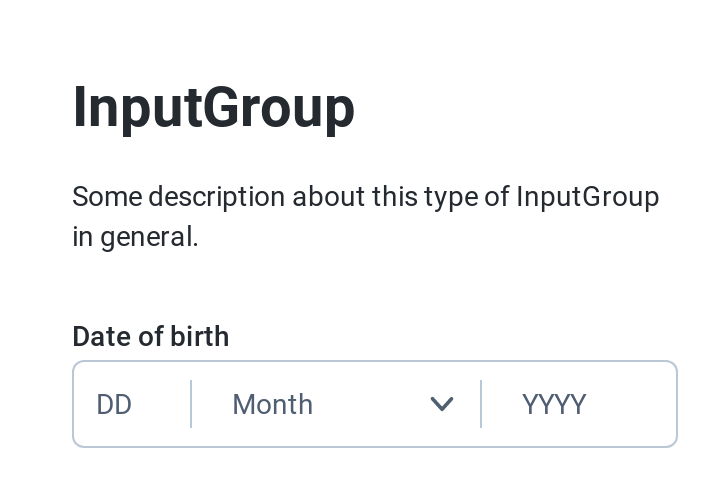 InputGroup
Some description about this type of InputGroup
in general.
Date of birth
DD Month YYYY